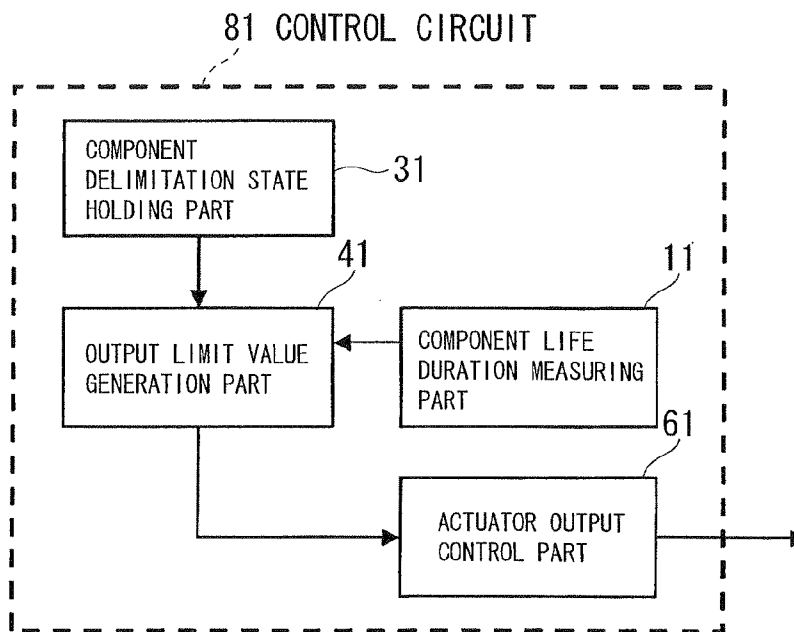 81 CONTROL CIRCUIT
COMPONENT
DELIMITATION STATE
HOLDING PART
31
41
11
OUTPUT LIMIT VALUE
GENERATION PART
COMPONENT LIFE
DURATION MEASURING
PART
61
ACTUATOR OUTPUT
CONTROL PART